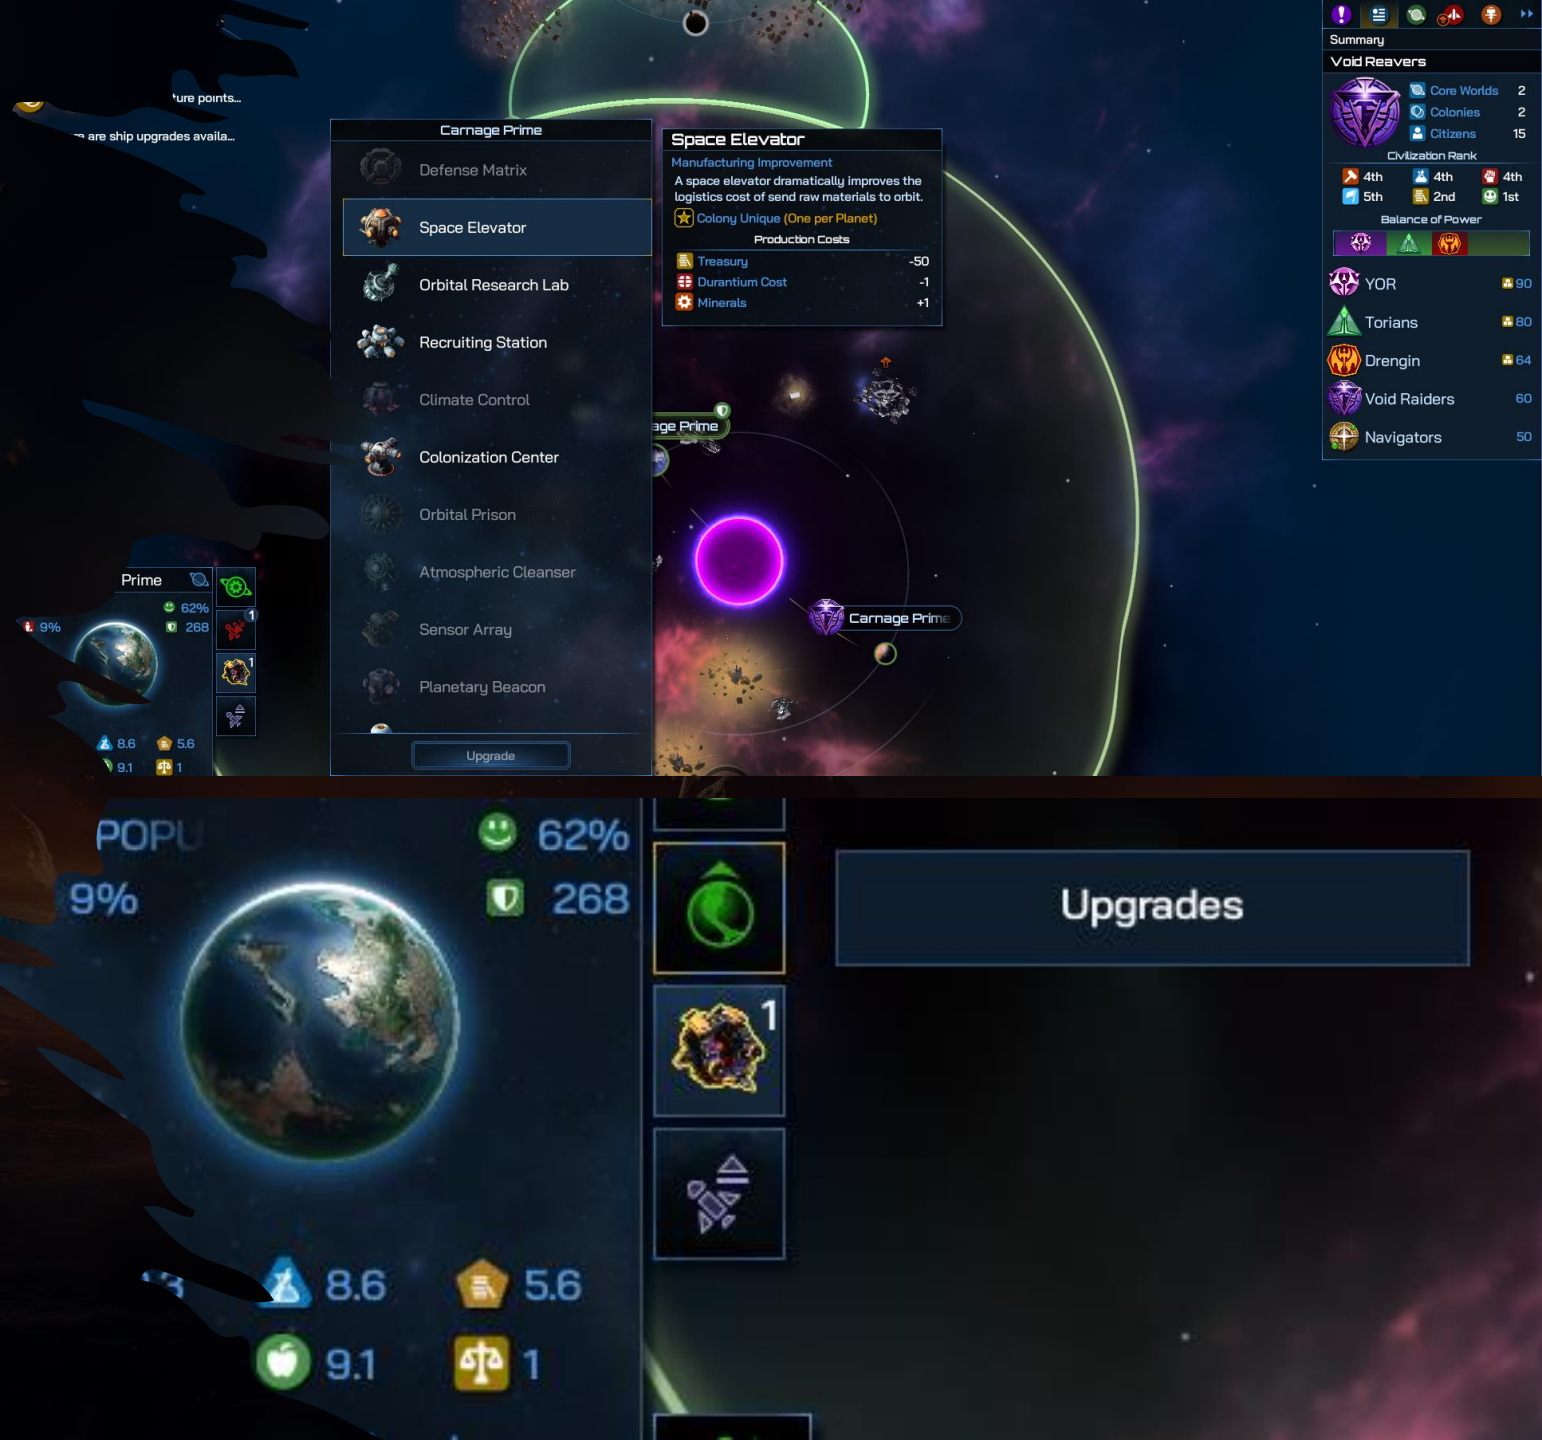 ture points...
are ship upgrades availa...
Carnage Prime
Defense Matrix
Space Elevator
Orbital Research Lab
Recruiting Station
Climate Control
Colonization Center
Orbital Prison
Atmospheric Cleanser
Sensor Array
Planetary Beacon
Upgrade
Space Elevator
Manufacturing Improvement
A space elevator dramatically improves the
logistics cost of send raw materials to orbit.
Colony Unique (One per Planet)
Production Costs
Treasury -50
Durantium Cost -1
Minerals +1
age Prime
Carnage Prime
Summary
Void Reavers
Core Worlds 2
Colonies 2
Citizens 15
Civilization Rank
4th 4th 4th
5th 2nd 1st
Balance of Power
YOR 90
Torians 80
Drengin 64
Void Raiders 60
Navigators 50
Prime
62%
9% 268
1
1
8.6 5.6
9.1 1
POPU 62%
9% 268
1
Upgrades
8.6 5.6
9.1 1